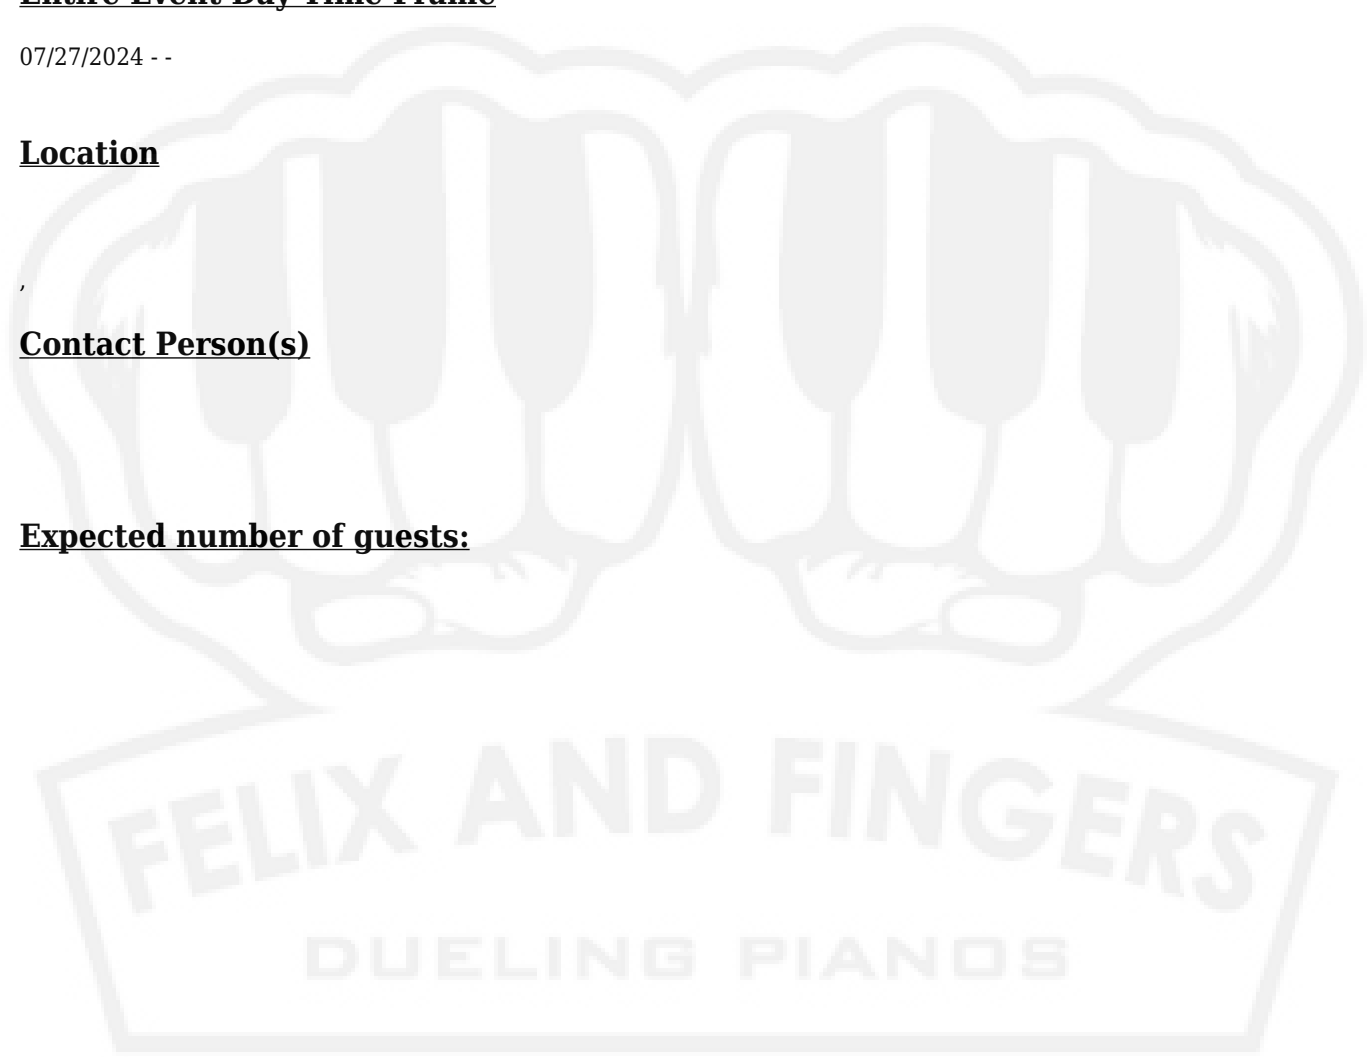 Entire Event Day Time Frame
07/27/2024 - -
Location
,
Contact Person(s)
Expected number of guests:
FELIX AND FINGERS
DUELING PIANOS